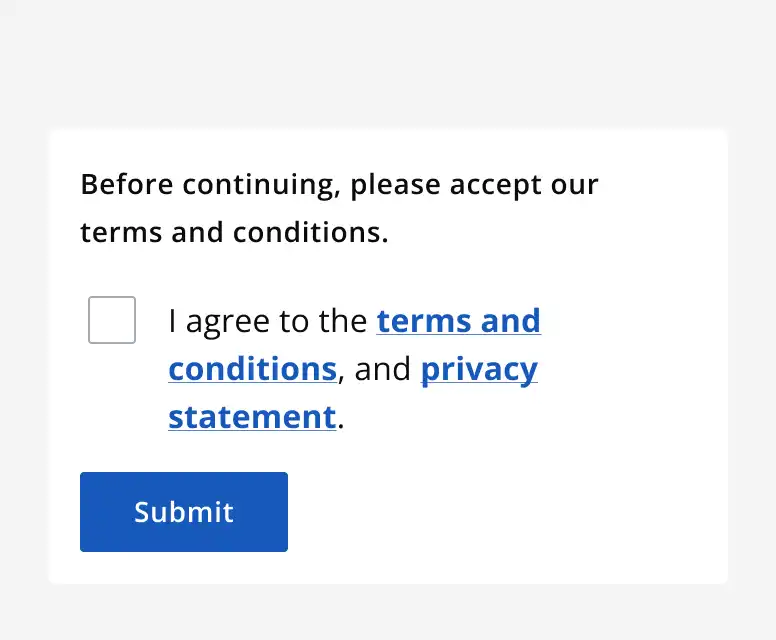 Before continuing, please accept our
terms and conditions.
I agree to the terms and
conditions, and privacy
statement.
Submit